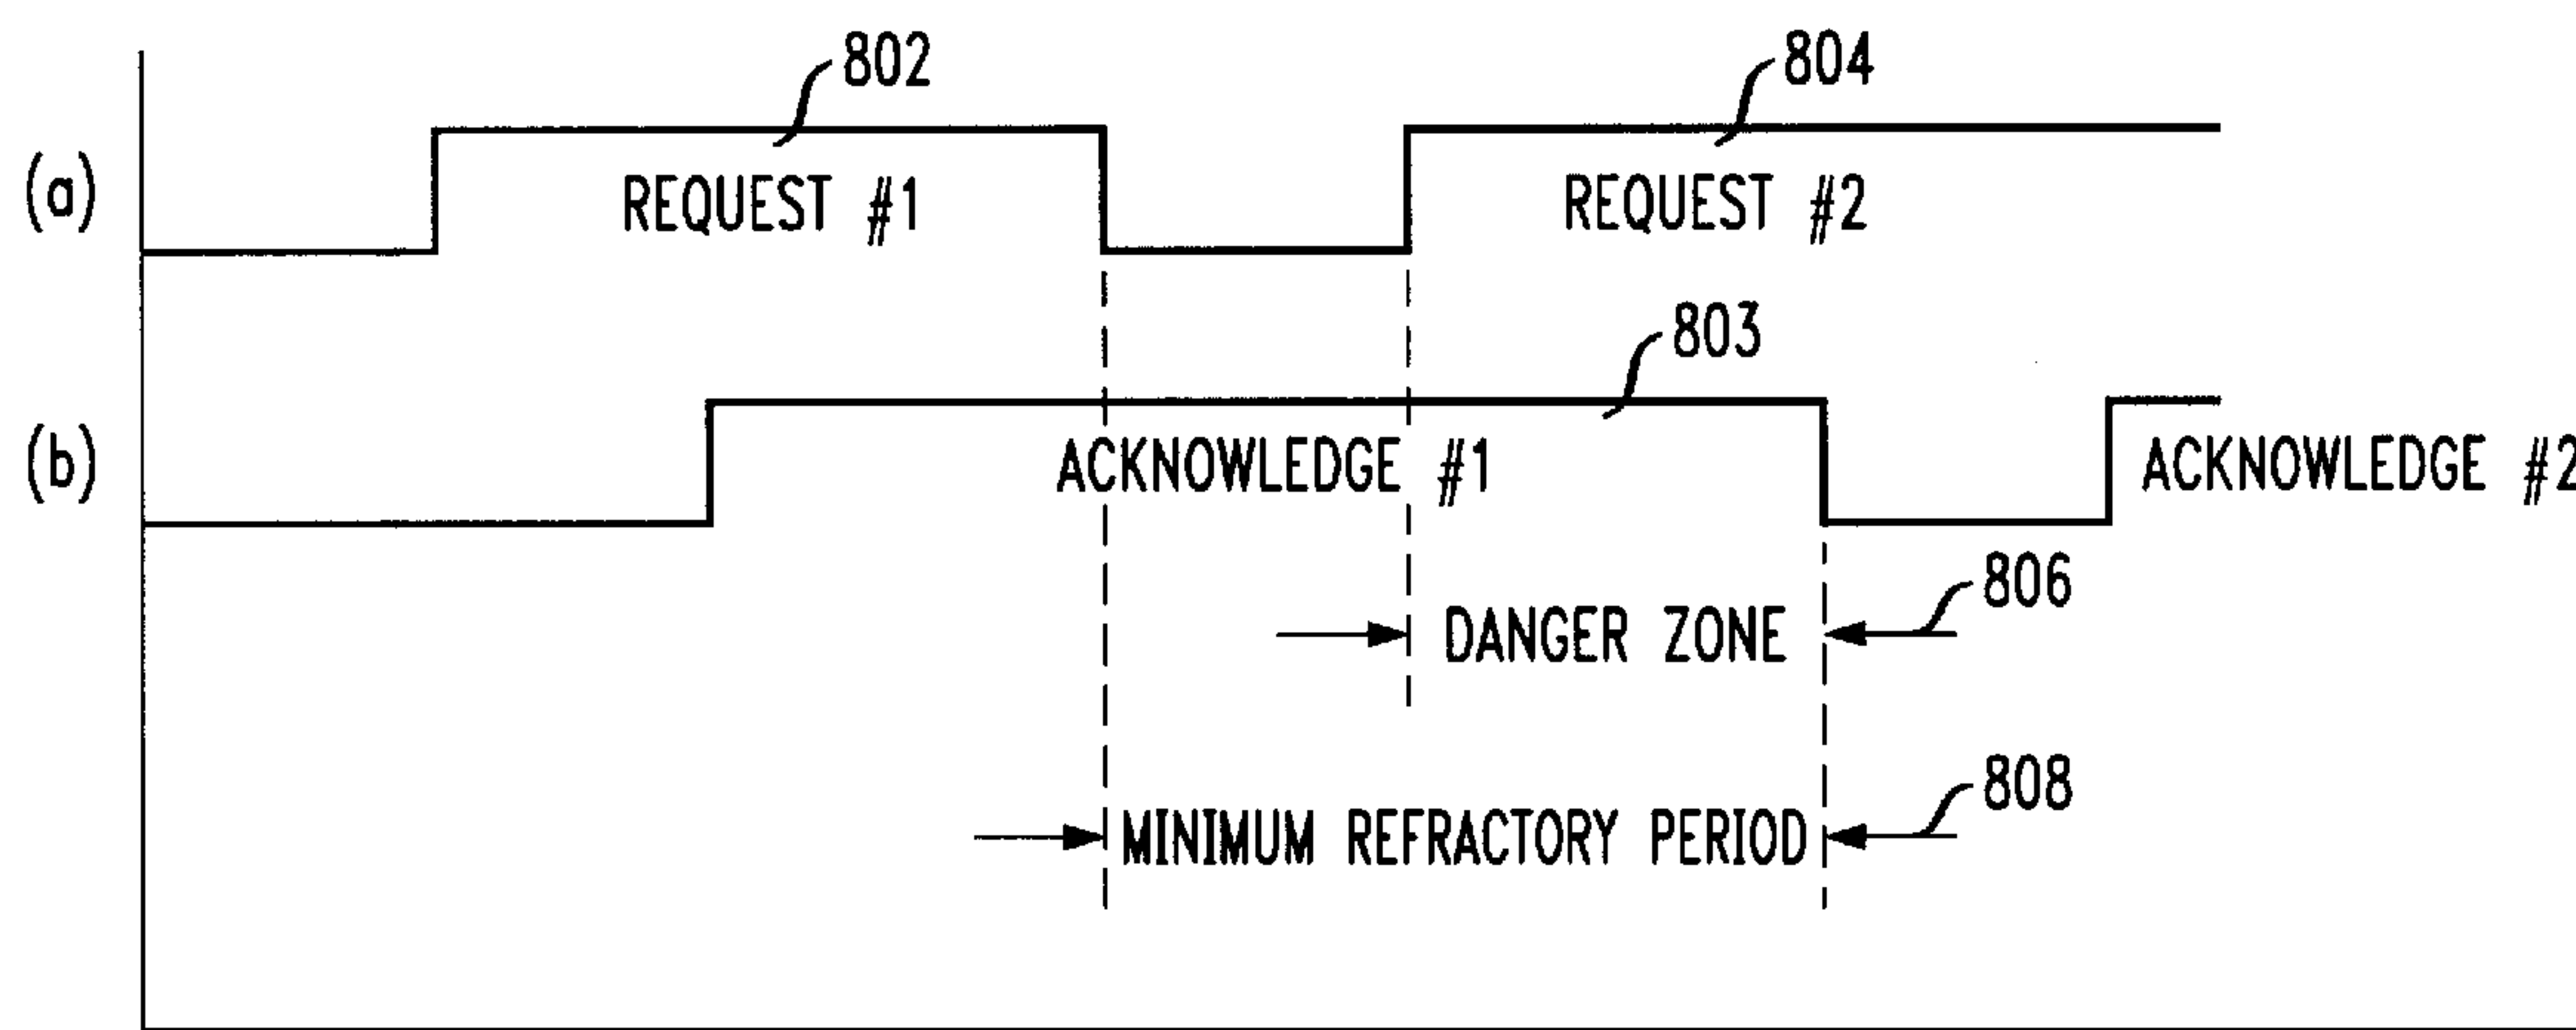 802
804
(a)
REQUEST #1
REQUEST #2
803
(b)
ACKNOWLEDGE #1
ACKNOWLEDGE #2
806
DANGER ZONE
808
MINIMUM REFRACTORY PERIOD